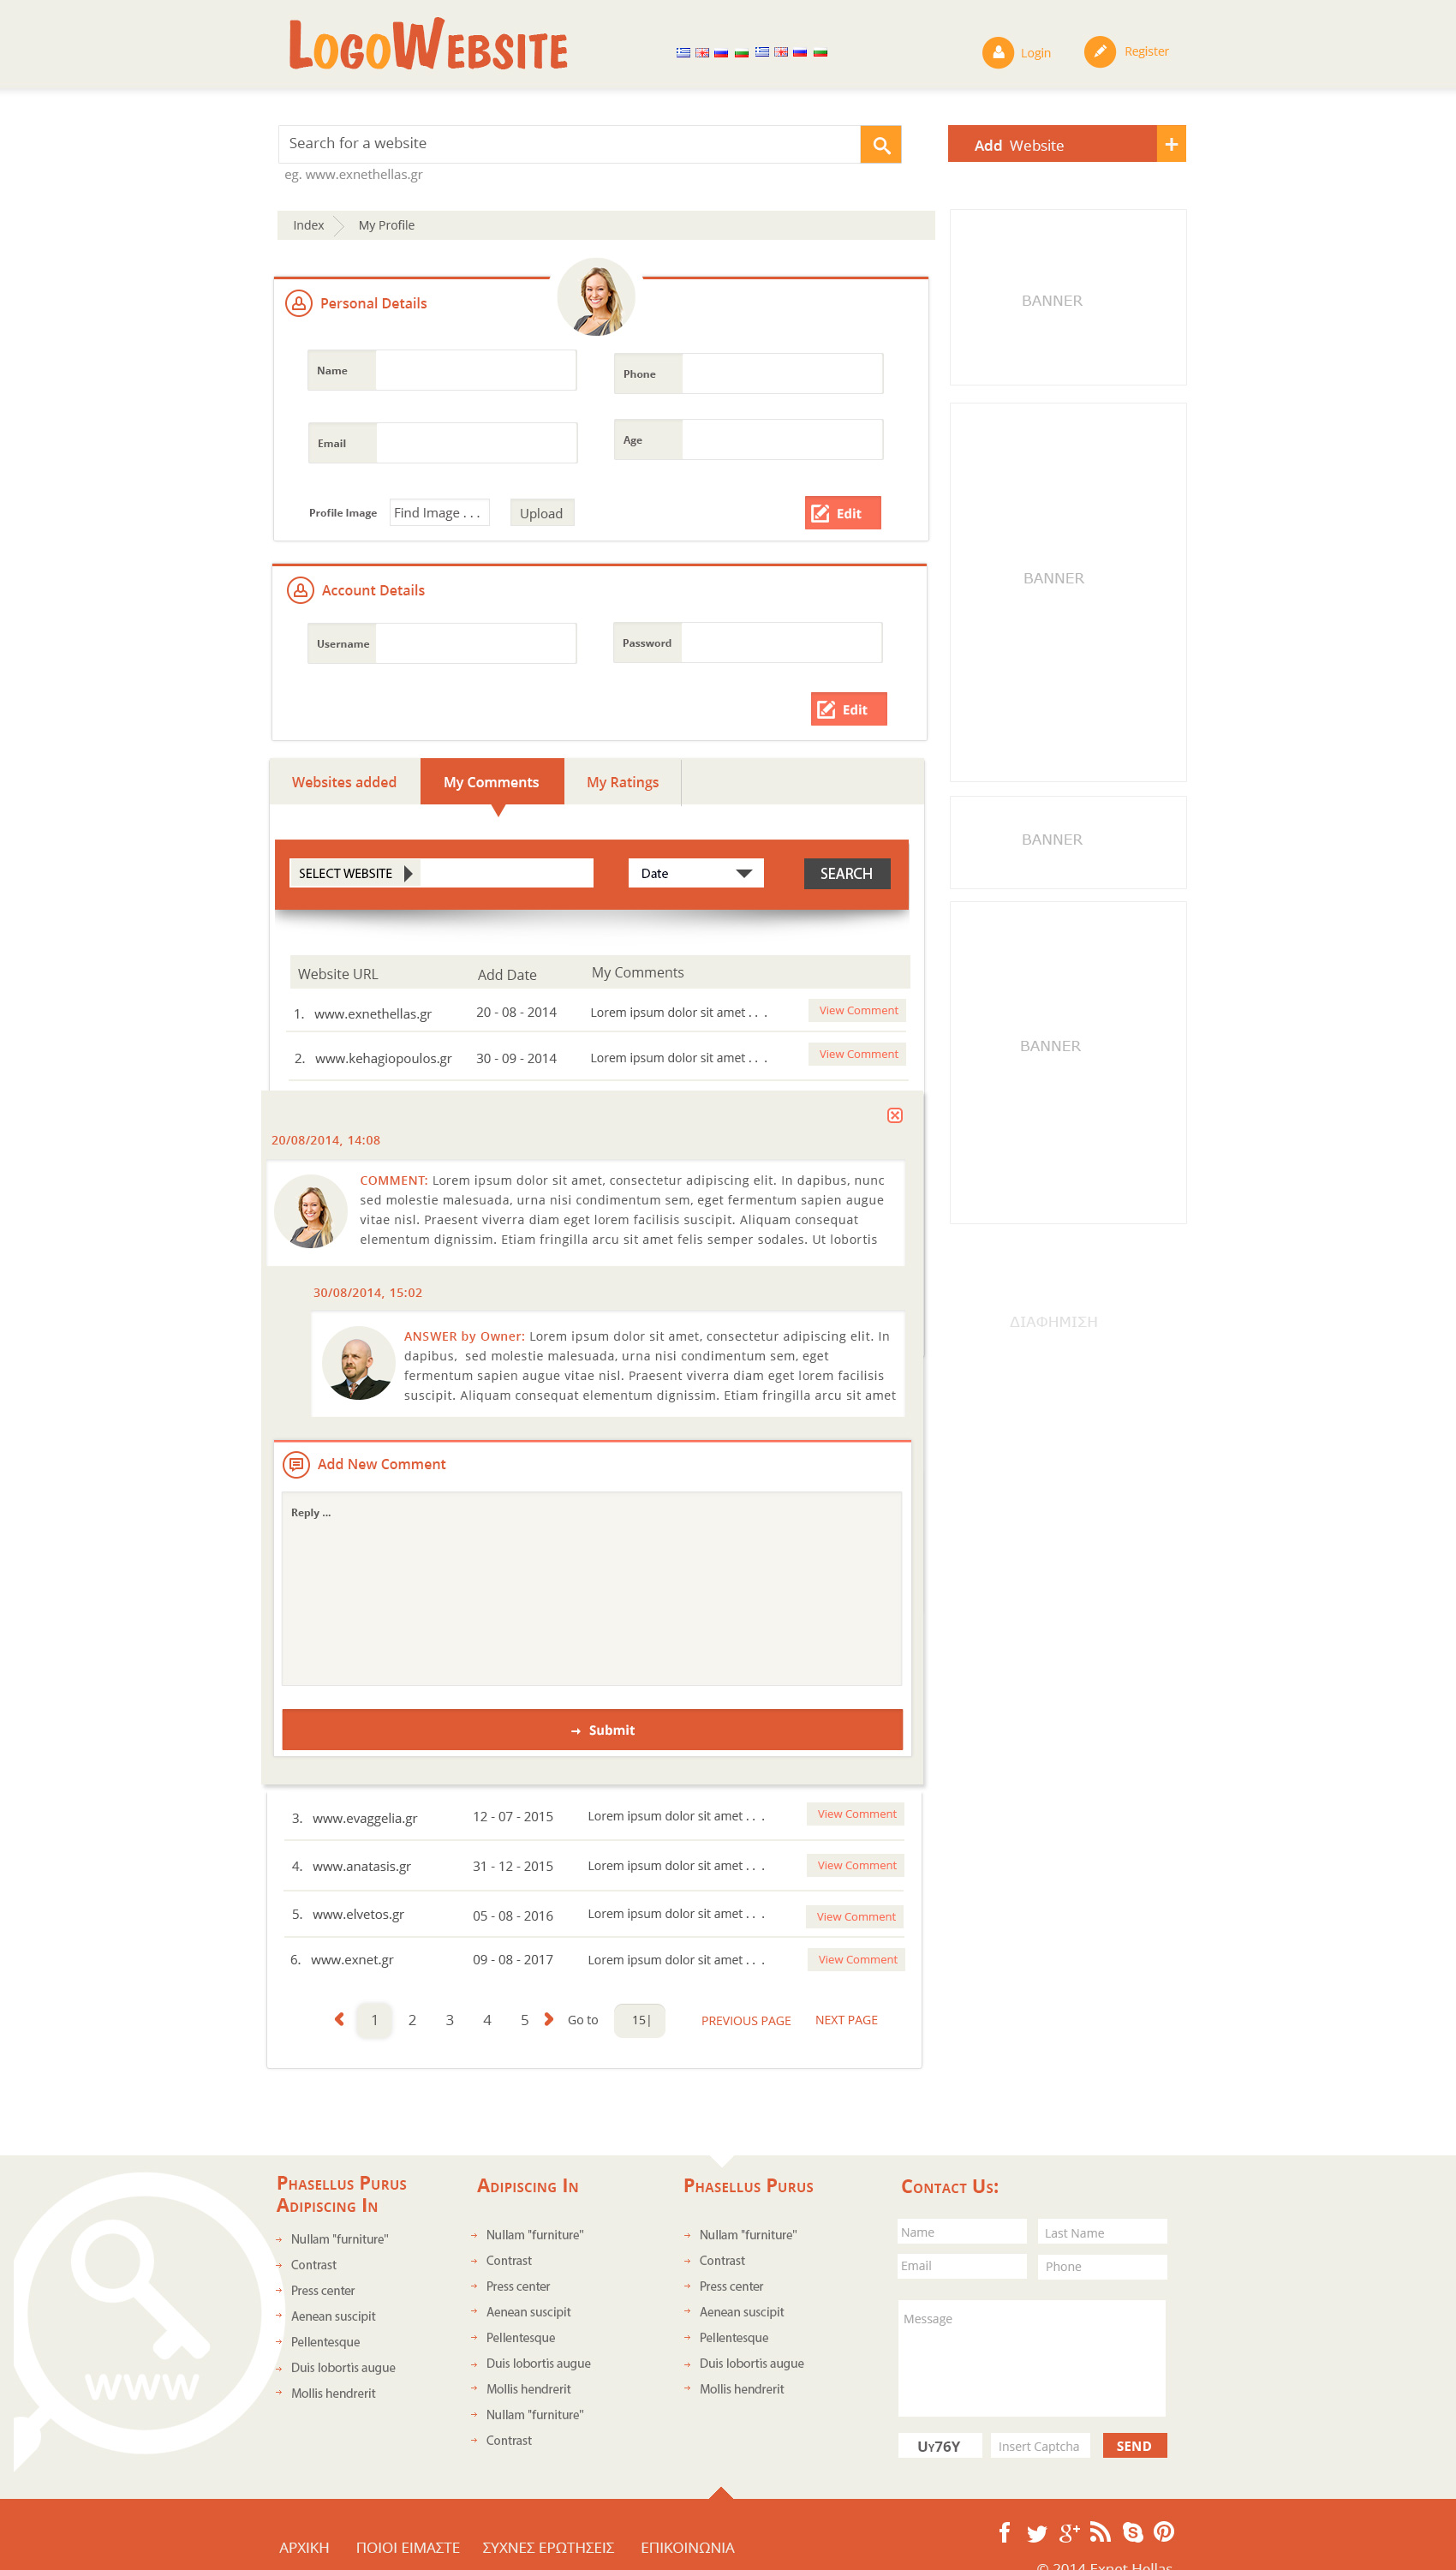 LOGOWEBSITE
Login
Register
Search for a website
Add Website +
eg. www.exnethellas.gr
Index
My Profile
BANNER
Personal Details
Name
Phone
Email
Age
Profile Image
Find Image . . .
Upload
Edit
BANNER
Account Details
Username
Password
Edit
Websites added
My Comments
My Ratings
BANNER
SELECT WEBSITE
Date
SEARCH
Website URL
Add Date
My Comments
1. www.exnethellas.gr
20 - 08 - 2014
Lorem ipsum dolor sit amet . . .
View Comment
2. www.kehagiopoulos.gr
30 - 09 - 2014
Lorem ipsum dolor sit amet . . .
View Comment
BANNER
20/08/2014, 14:08
COMMENT: Lorem ipsum dolor sit amet, consectetur adipiscing elit. In dapibus, nunc
sed molestie malesuada, urna nisi condimentum sem, eget fermentum sapien augue
vitae nisl. Praesent viverra diam eget lorem facilisis suscipit. Aliquam consequat
elementum dignissim. Etiam fringilla arcu sit amet felis semper sodales. Ut lobortis
30/08/2014, 15:02
ΔΙΑΦΗΜΙΣΗ
ANSWER by Owner: Lorem ipsum dolor sit amet, consectetur adipiscing elit. In
dapibus, sed molestie malesuada, urna nisi condimentum sem, eget
fermentum sapien augue vitae nisl. Praesent viverra diam eget lorem facilisis
suscipit. Aliquam consequat elementum dignissim. Etiam fringilla arcu sit amet
Add New Comment
Reply ...
Submit
3. www.evaggelia.gr
12 - 07 - 2015
Lorem ipsum dolor sit amet . . .
View Comment
4. www.anatasis.gr
31 - 12 - 2015
Lorem ipsum dolor sit amet . . .
View Comment
5. www.elvetos.gr
05 - 08 - 2016
Lorem ipsum dolor sit amet . . .
View Comment
6. www.exnet.gr
09 - 08 - 2017
Lorem ipsum dolor sit amet . . .
View Comment
1 2 3 4 5
Go to
15|
PREVIOUS PAGE
NEXT PAGE
www
PHASELLUS PURUS
ADIPISCING IN
Nullam "furniture"
Contrast
Press center
Aenean suscipit
Pellentesque
Duis lobortis augue
Mollis hendrerit
ADIPISCING IN
Nullam "furniture"
Contrast
Press center
Aenean suscipit
Pellentesque
Duis lobortis augue
Mollis hendrerit
Nullam "furniture"
Contrast
PHASELLUS PURUS
Nullam "furniture"
Contrast
Press center
Aenean suscipit
Pellentesque
Duis lobortis augue
Mollis hendrerit
CONTACT US:
Name
Last Name
Email
Phone
Message
UY76Y
Insert Captcha
SEND
ΑΡΧΙΚΗ
ΠΟΙΟΙ ΕΙΜΑΣΤΕ
ΣΥΧΝΕΣ ΕΡΩΤΗΣΕΙΣ
ΕΠΙΚΟΙΝΩΝΙΑ
© 2014 Exnet Hellas